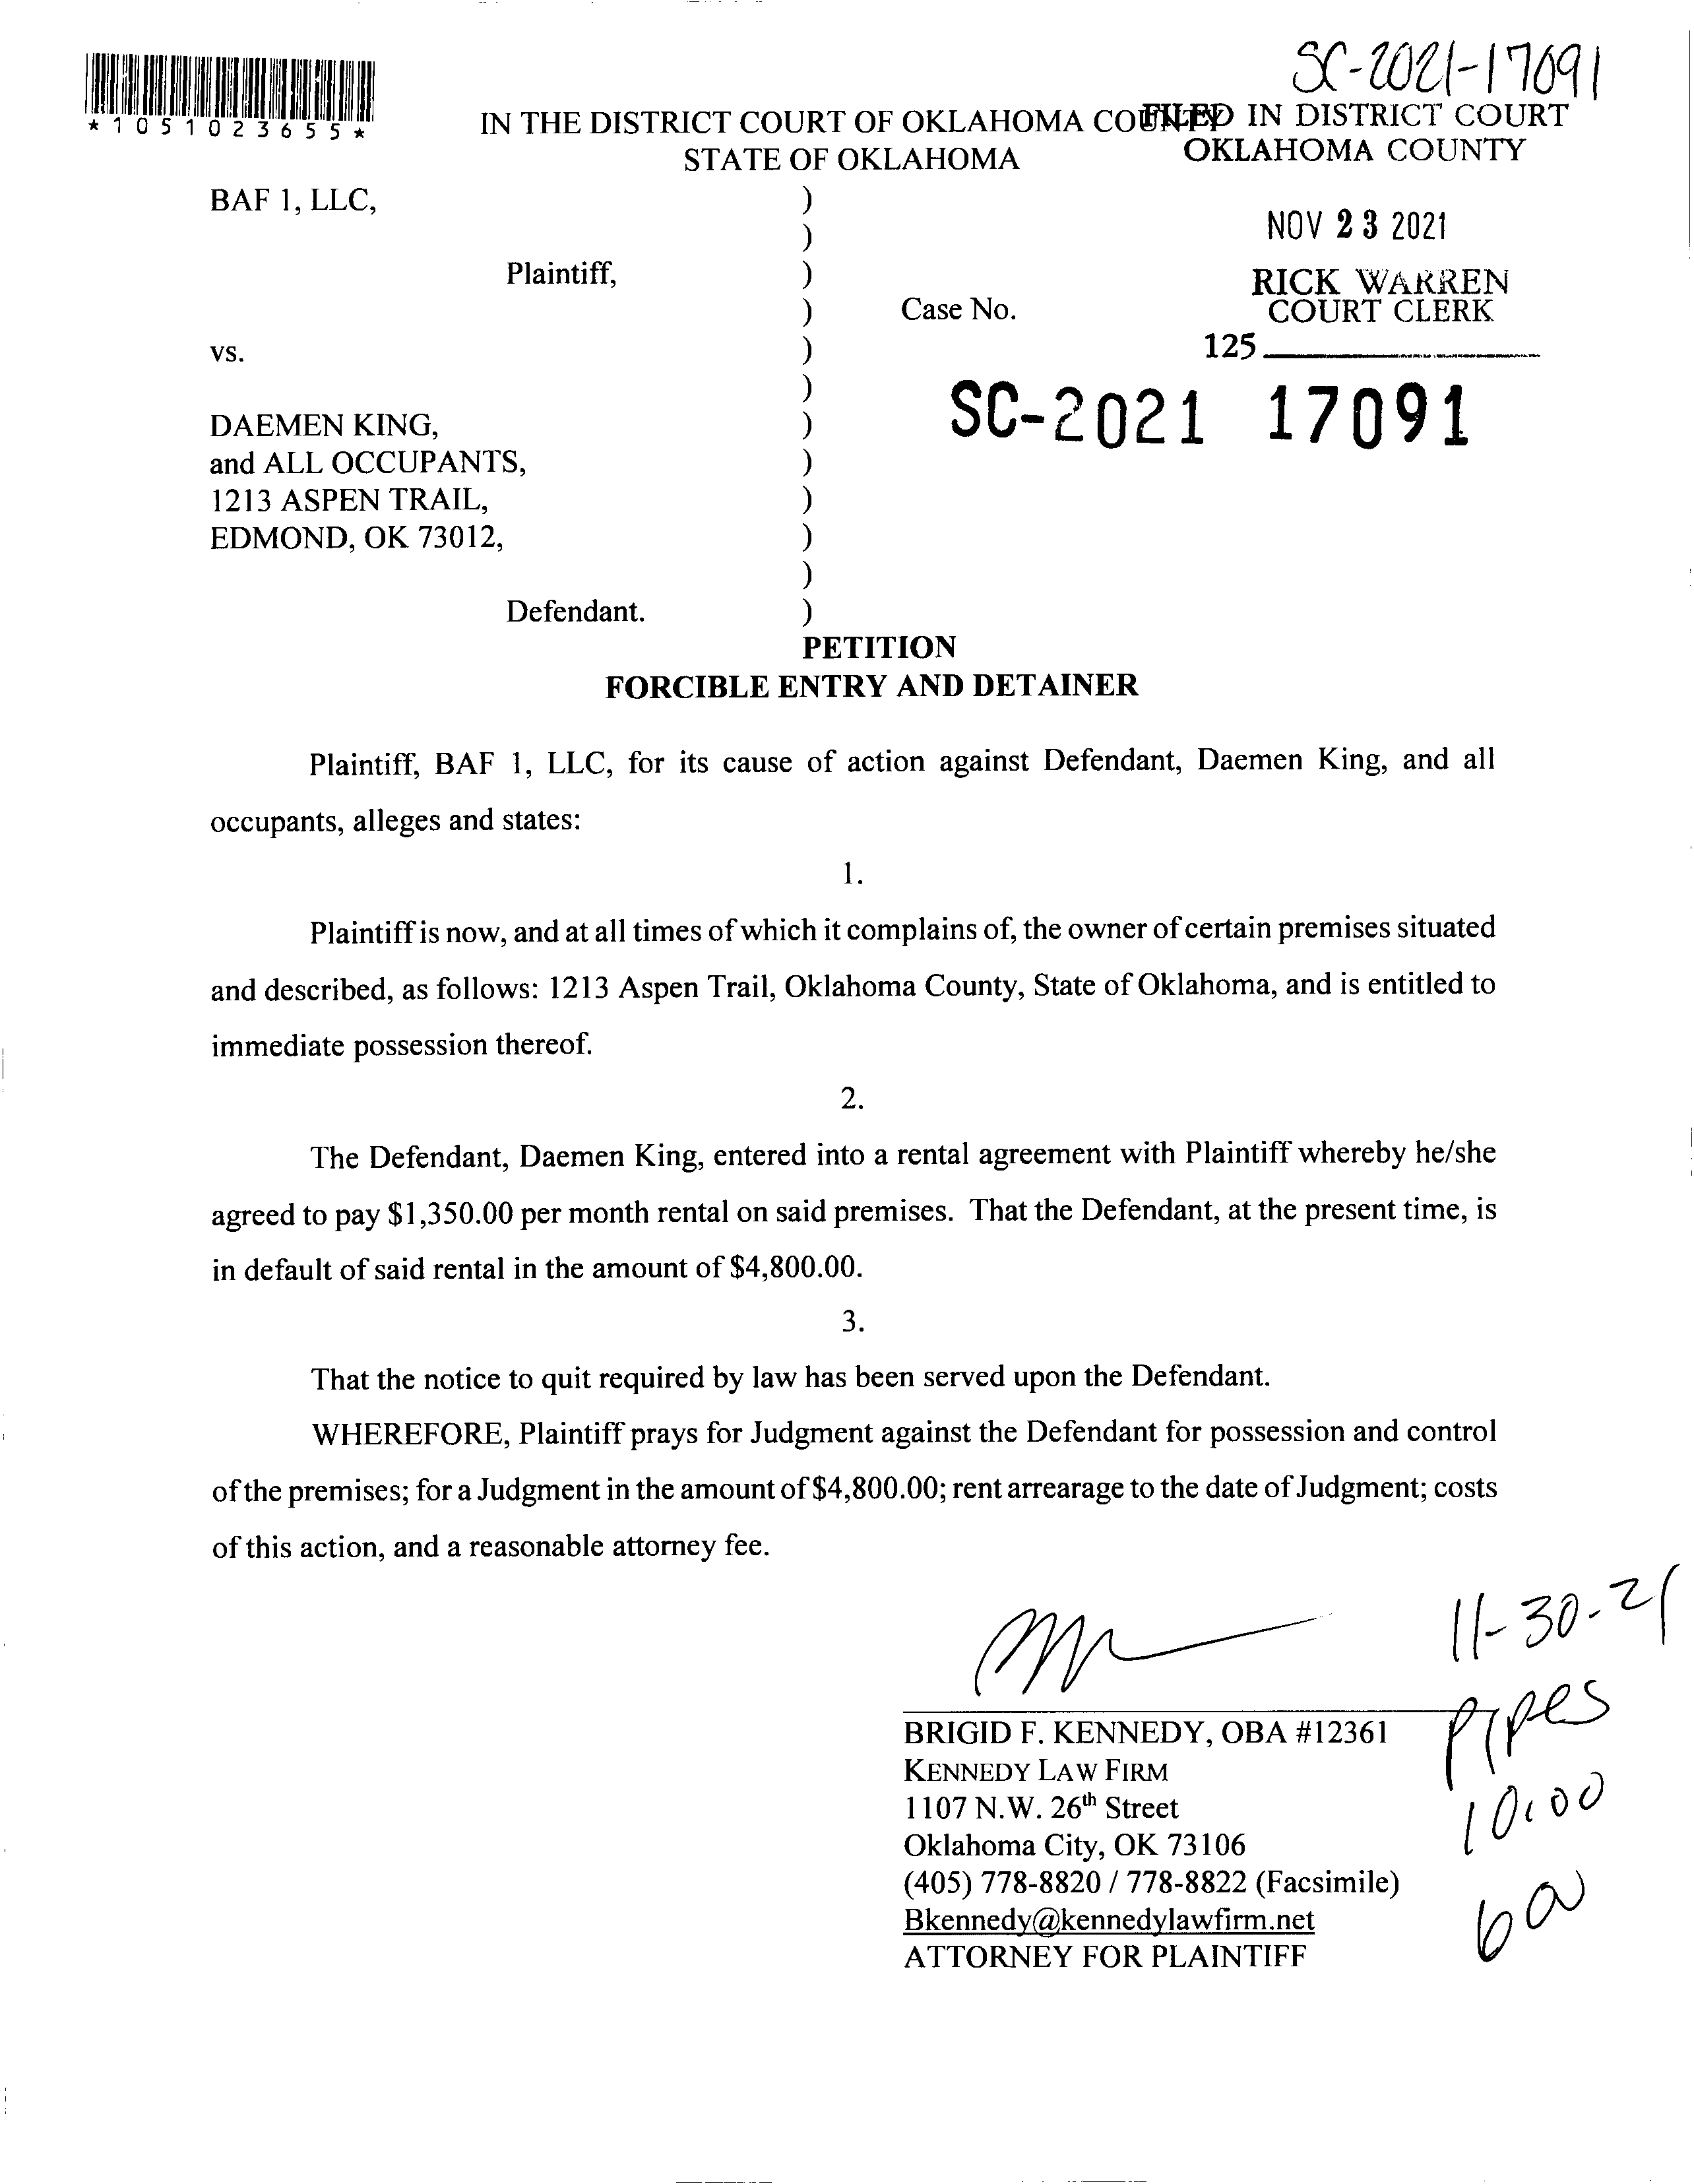 SC-2021-17091
*1051023655*
IN THE DISTRICT COURT OF OKLAHOMA COUNTY
STATE OF OKLAHOMA
FILED IN DISTRICT COURT
OKLAHOMA COUNTY
NOV 23 2021
RICK WARREN
COURT CLERK
125
BAF 1, LLC, )
)
Plaintiff, )
) Case No.
vs. )
) SC-2021 17091
DAEMEN KING, )
and ALL OCCUPANTS, )
1213 ASPEN TRAIL, )
EDMOND, OK 73012, )
)
Defendant. )
PETITION
FORCIBLE ENTRY AND DETAINER
Plaintiff, BAF 1, LLC, for its cause of action against Defendant, Daemen King, and all
occupants, alleges and states:
1.
Plaintiff is now, and at all times of which it complains of, the owner of certain premises situated
and described, as follows: 1213 Aspen Trail, Oklahoma County, State of Oklahoma, and is entitled to
immediate possession thereof.
2.
The Defendant, Daemen King, entered into a rental agreement with Plaintiff whereby he/she
agreed to pay $1,350.00 per month rental on said premises. That the Defendant, at the present time, is
in default of said rental in the amount of $4,800.00.
3.
That the notice to quit required by law has been served upon the Defendant.
WHEREFORE, Plaintiff prays for Judgment against the Defendant for possession and control
of the premises; for a Judgment in the amount of $4,800.00; rent arrearage to the date of Judgment; costs
of this action, and a reasonable attorney fee.
BRIGID F. KENNEDY, OBA #12361
KENNEDY LAW FIRM
1107 N.W. 26th Street
Oklahoma City, OK 73106
(405) 778-8820 / 778-8822 (Facsimile)
Bkennedy@kennedylawfirm.net
ATTORNEY FOR PLAINTIFF
11-30-21
Pipes
10:00